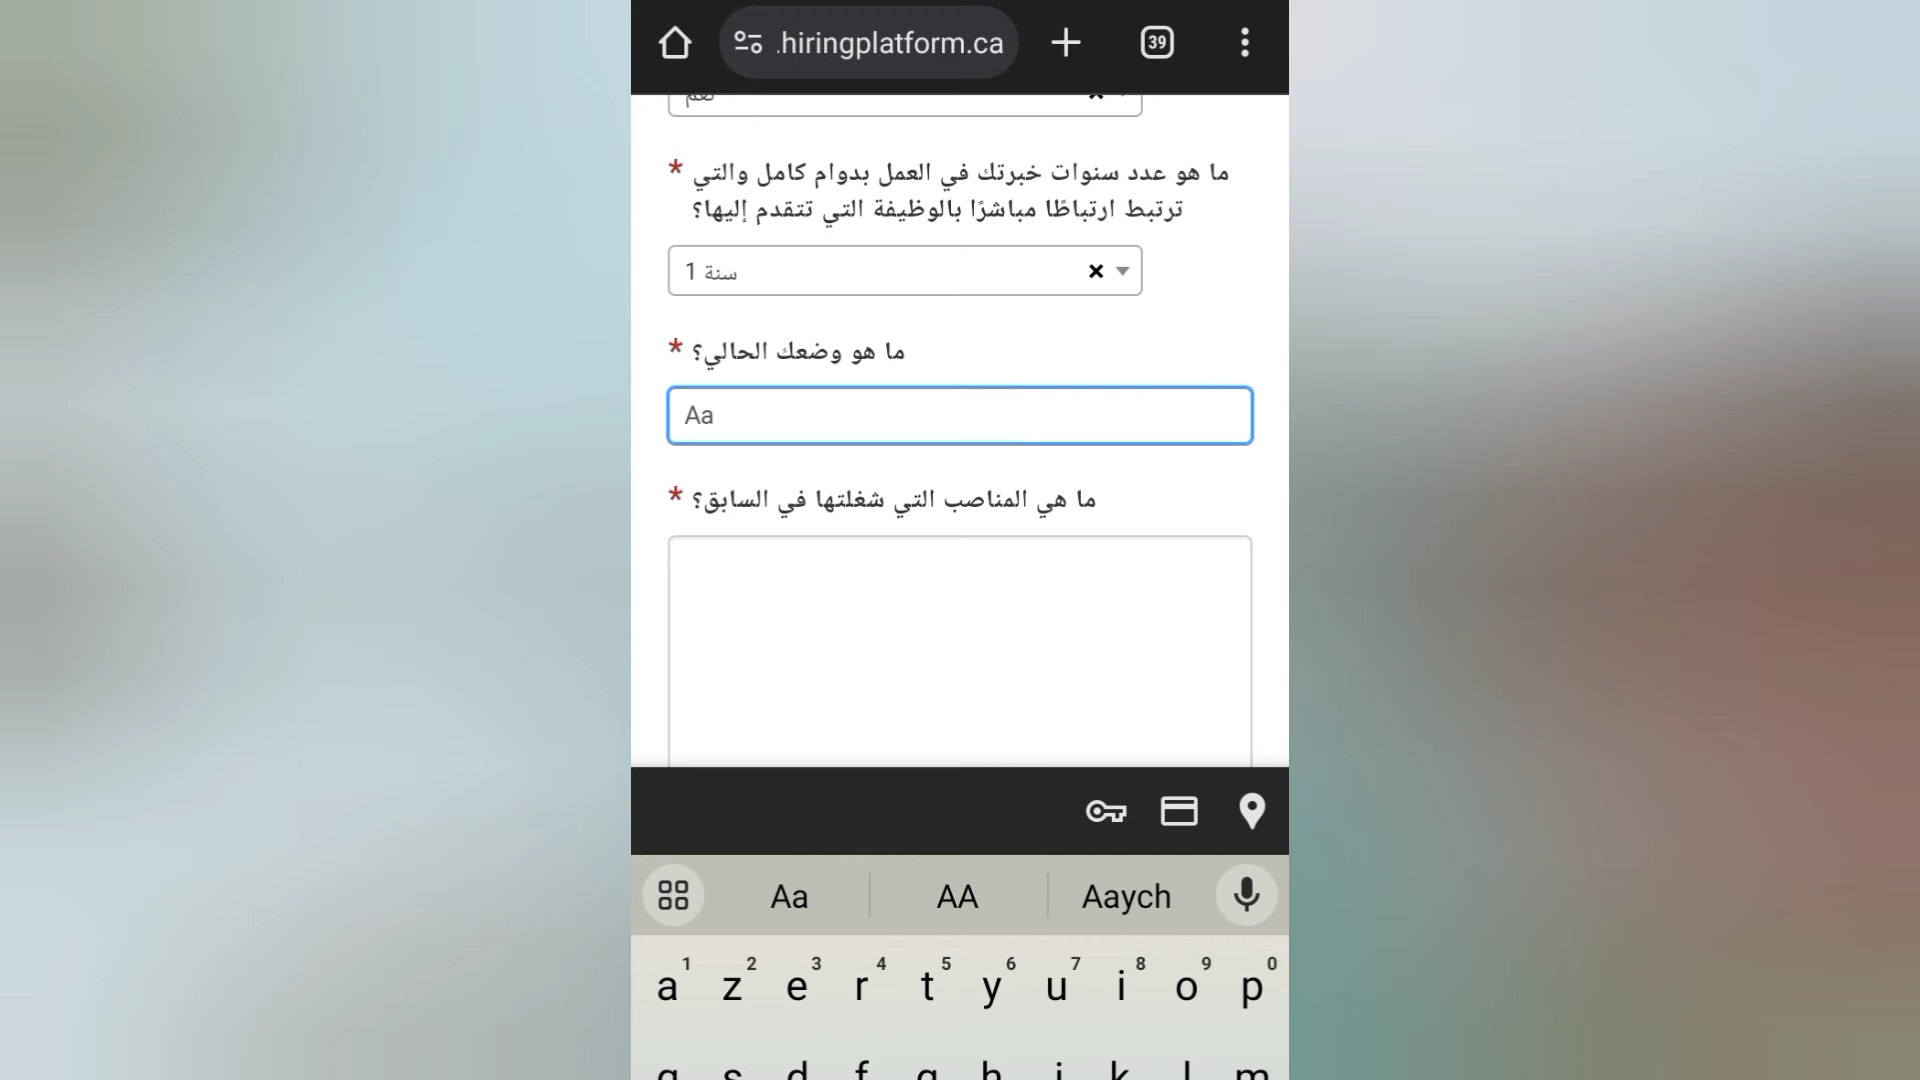 .hiringplatform.ca
39
نعم
ما هو عدد سنوات خبرتك في العمل بدوام كامل والتي *
ترتبط ارتباطًا مباشرًا بالوظيفة التي تتقدم إليها؟
1 سنة
ما هو وضعك الحالي؟ *
Aa
ما هي المناصب التي شغلتها في السابق؟ *
Aa AA Aaych
1 2 3 4 5 6 7 8 9 0
a z e r t y u i o p
q s d f g h j k l m